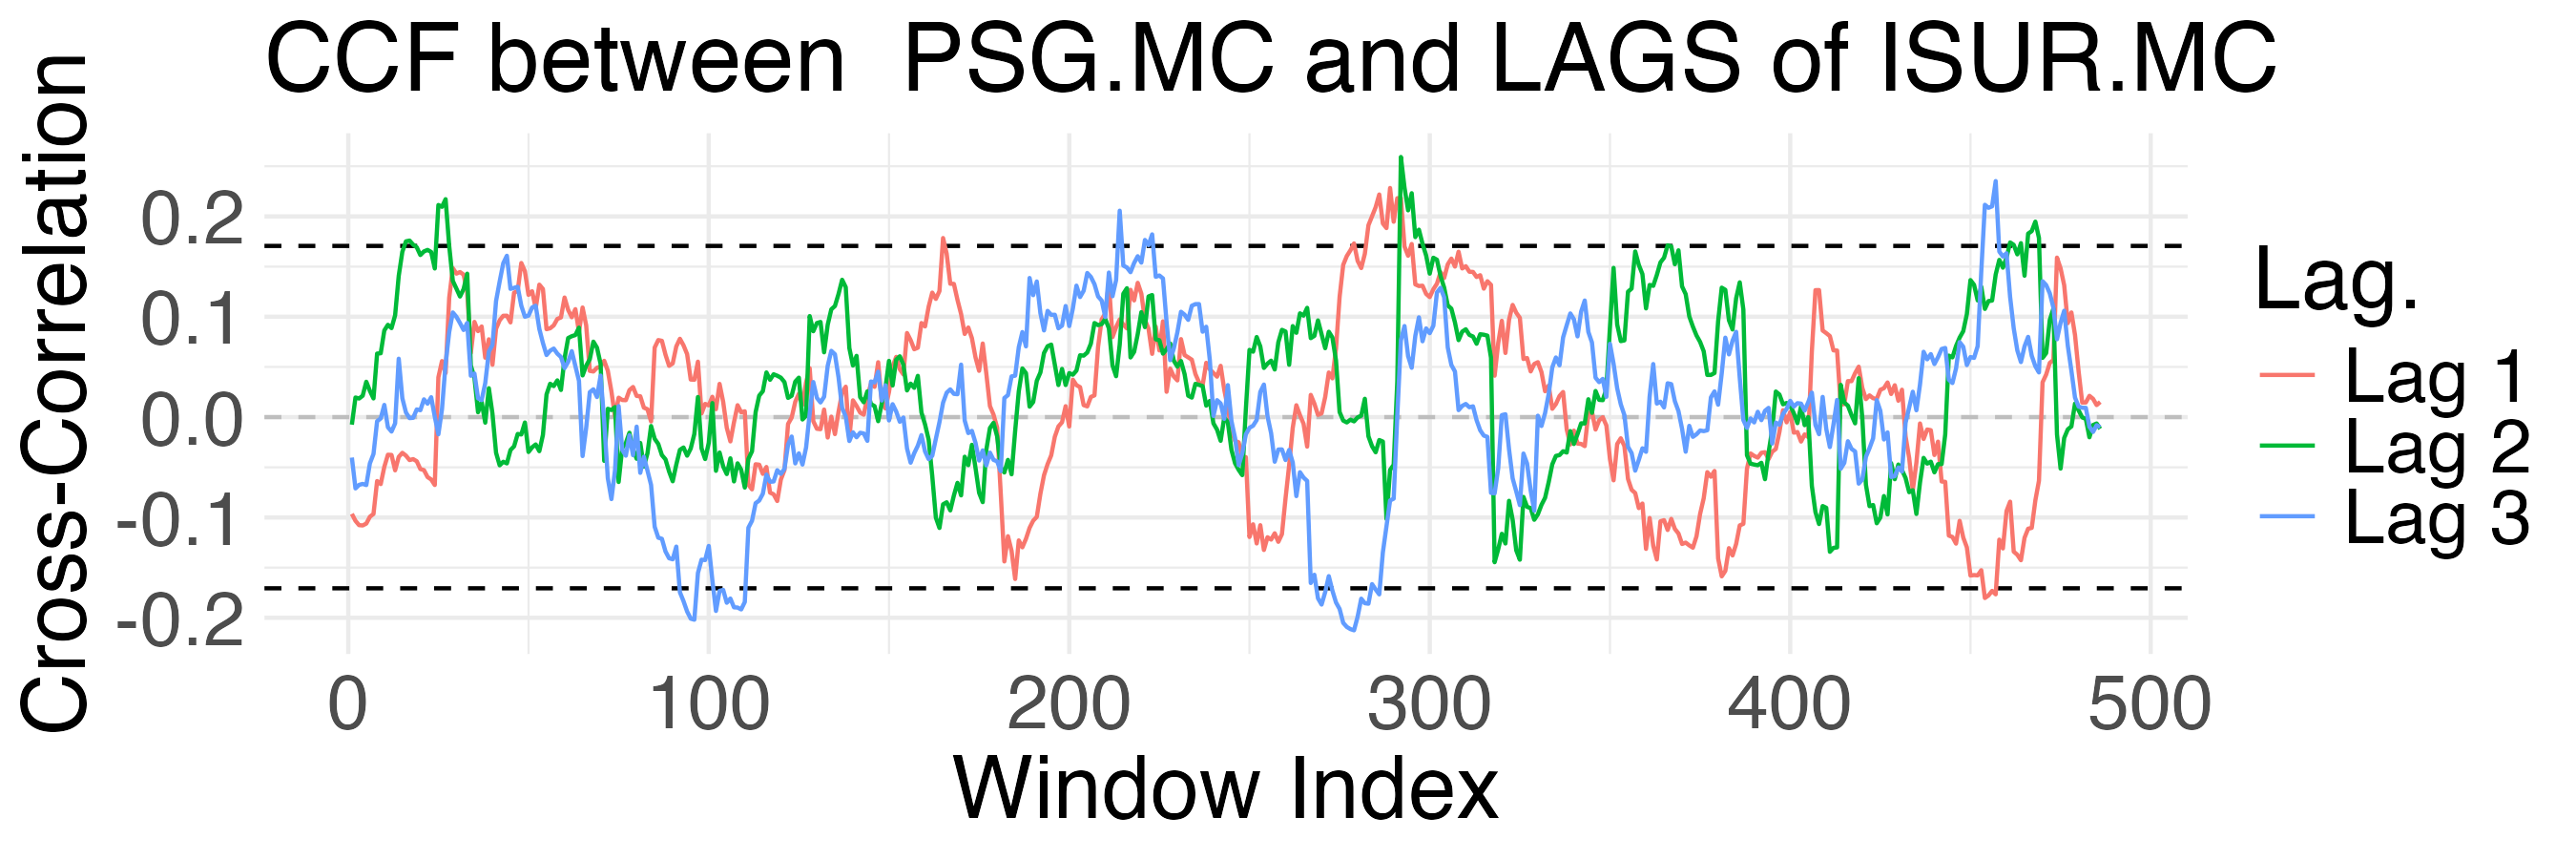 CCF between  PSG.MC and LAGS of ISUR.MC
Cross-Correlation
0.2
0.1
0.0
-0.1
-0.2
0 100 200 300 400 500
Window Index
Lag.
Lag 1
Lag 2
Lag 3